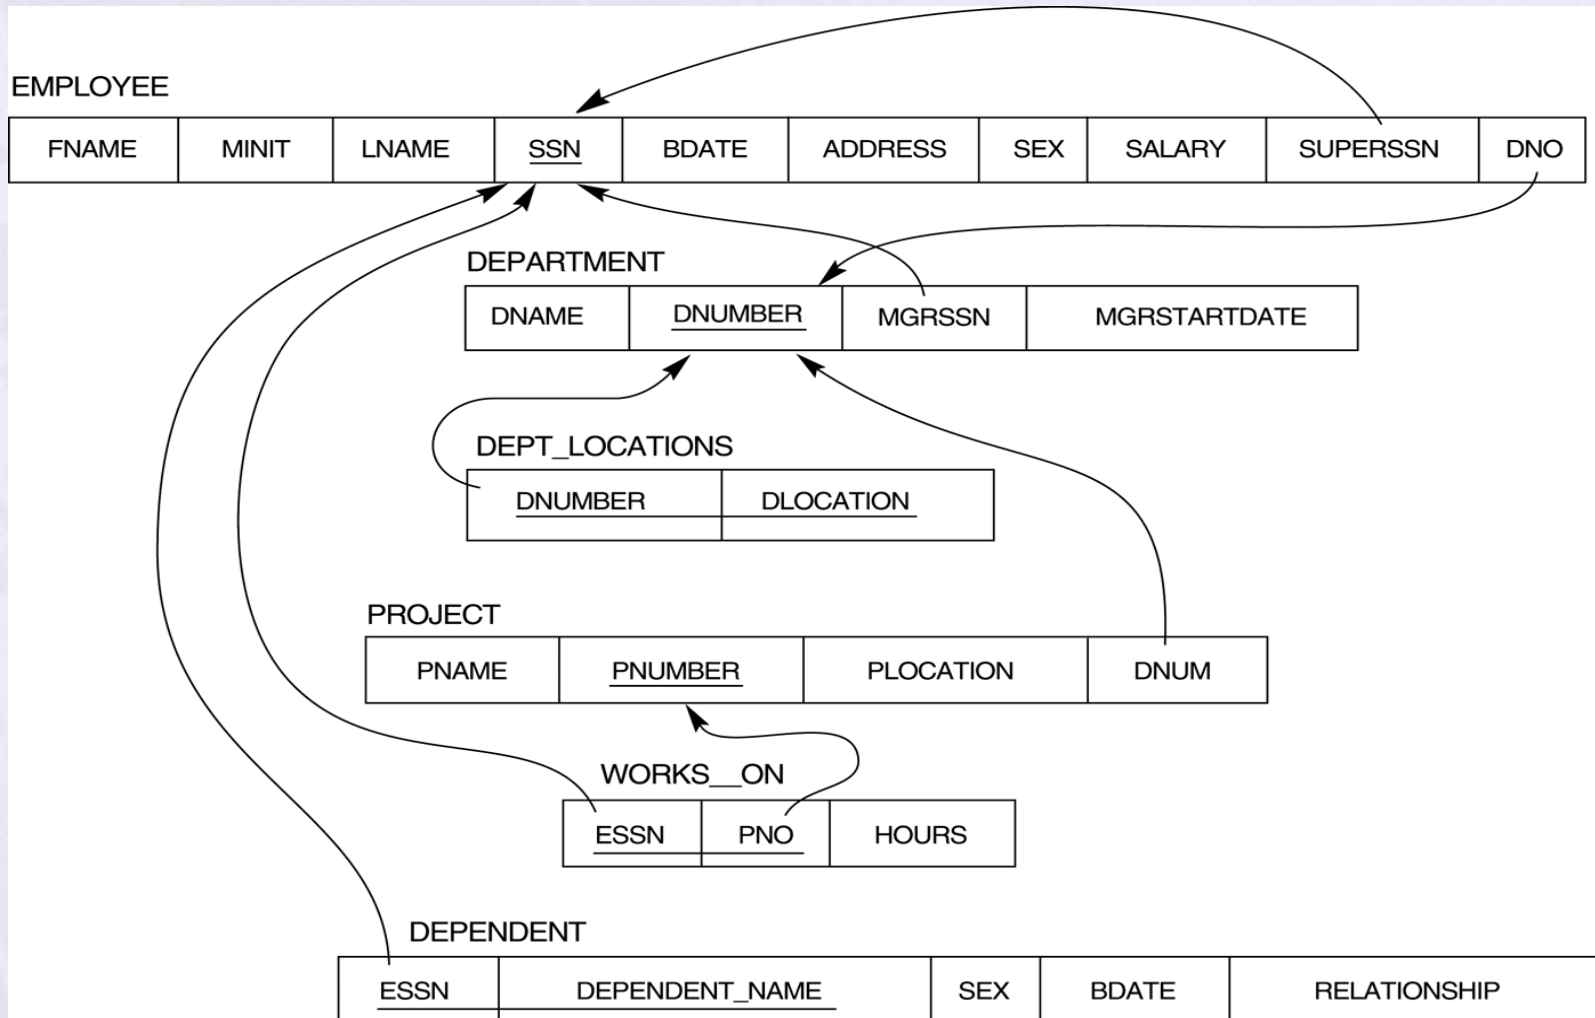 EMPLOYEE
FNAME MINIT LNAME SSN BDATE ADDRESS SEX SALARY SUPERSSN DNO
DEPARTMENT
DNAME DNUMBER MGRSSN MGRSTARTDATE
DEPT_LOCATIONS
DNUMBER DLOCATION
PROJECT
PNAME PNUMBER PLOCATION DNUM
WORKS__ON
ESSN PNO HOURS
DEPENDENT
ESSN DEPENDENT_NAME SEX BDATE RELATIONSHIP